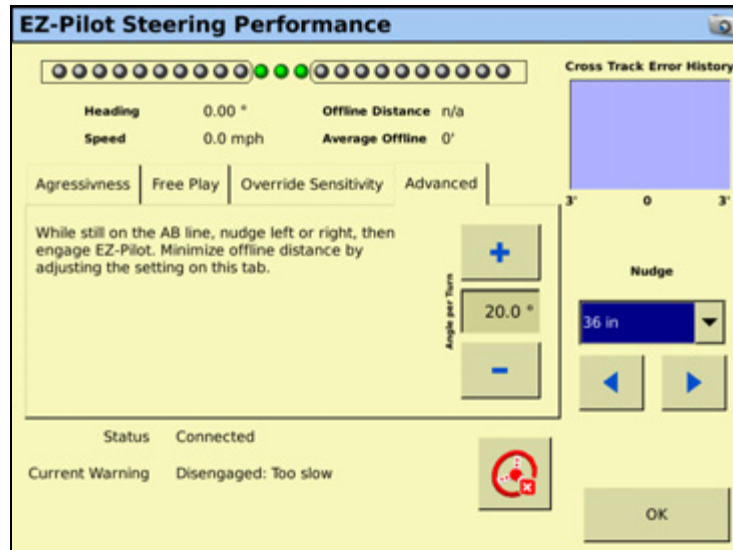 EZ-Pilot Steering Performance
Cross Track Error History
Heading 0.00 ° Offline Distance n/a
Speed 0.0 mph Average Offline 0'
Agressivness Free Play Override Sensitivity Advanced
3' 0 3'
While still on the AB line, nudge left or right, then
engage EZ-Pilot. Minimize offline distance by
adjusting the setting on this tab.
+
Angle per Turn
20.0 °
-
Nudge
36 in
Status Connected
Current Warning Disengaged: Too slow
OK